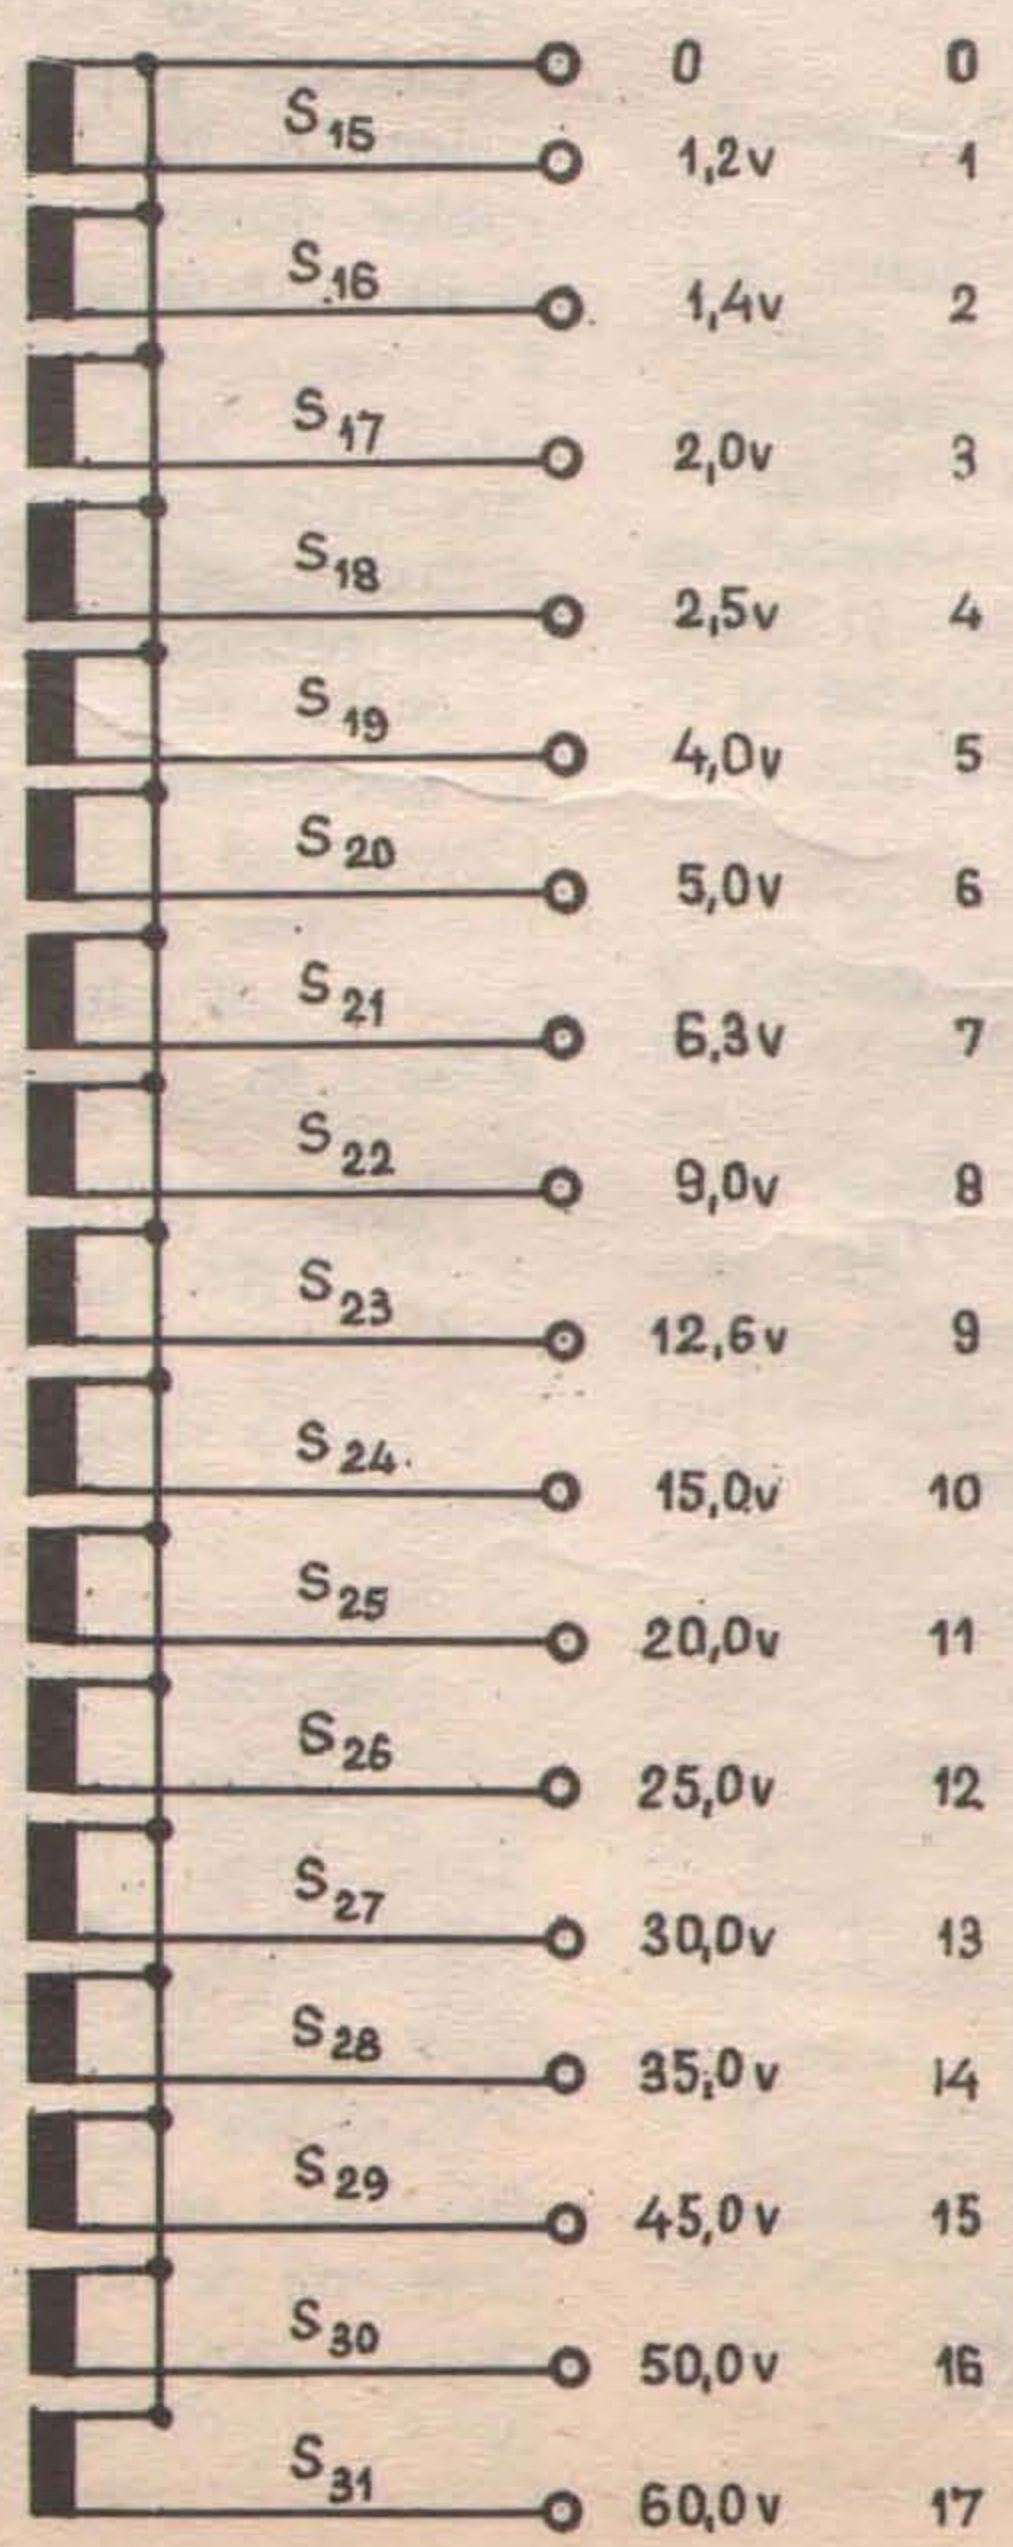 0 0
S15
1,2v 1
S16
1,4v 2
S17
2,0v 3
S18
2,5v 4
S19
4,0v 5
S20
5,0v 6
S21
6,3v 7
S22
9,0v 8
S23
12,6v 9
S24
15,0v 10
S25
20,0v 11
S26
25,0v 12
S27
30,0v 13
S28
35,0v 14
S29
45,0v 15
S30
50,0v 16
S31
60,0v 17